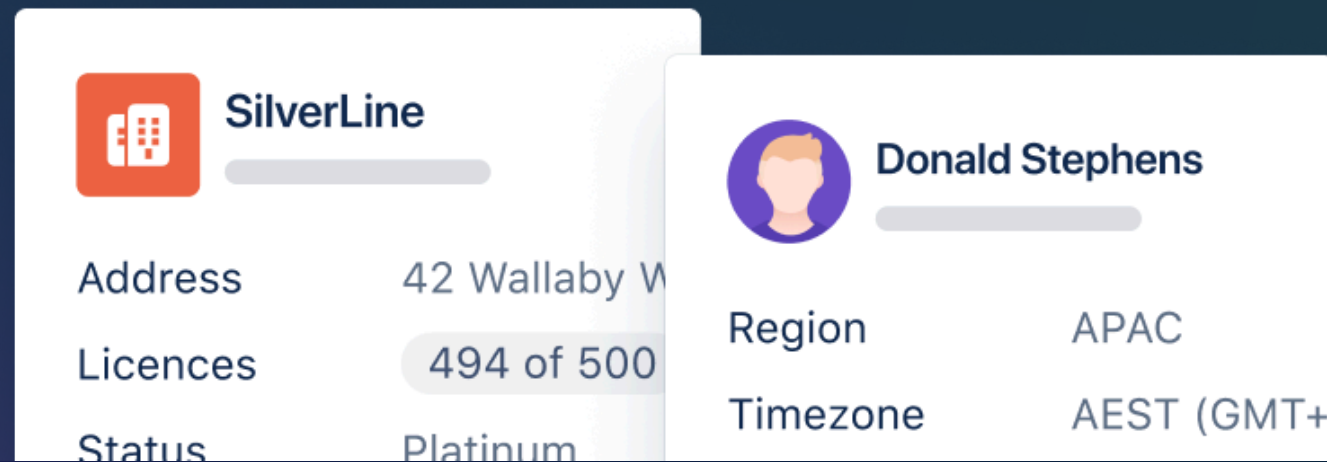 SilverLine
Address 42 Wallaby
Licences 494 of 500
Status Platinum
Donald Stephens
Region APAC
Timezone AEST (GMT+